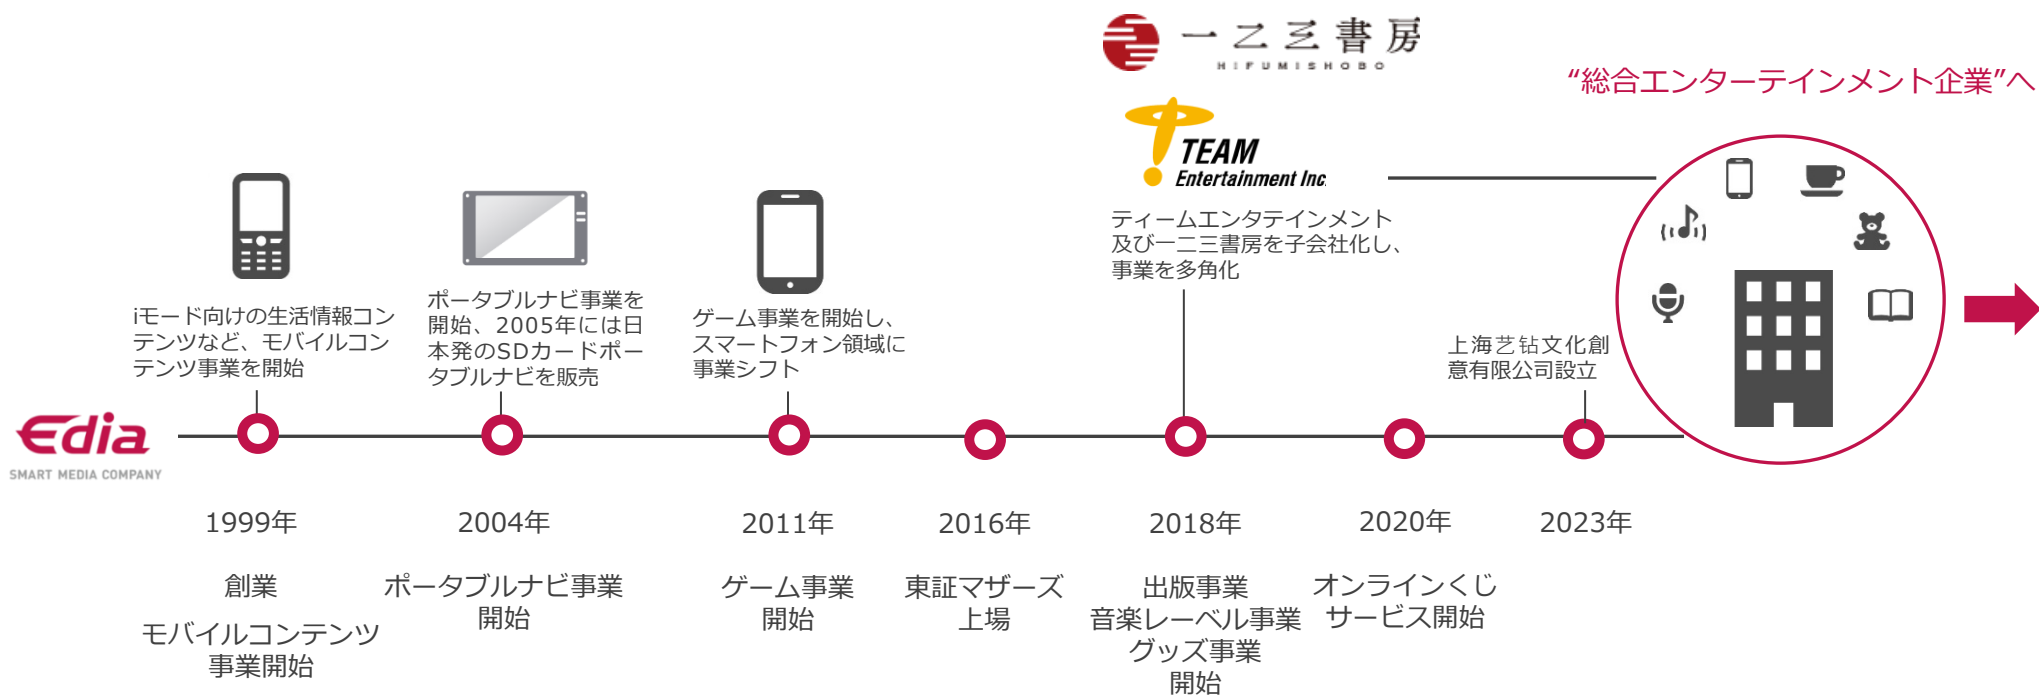 一二三書房
HIFUMISHOBO
“総合エンターテインメント企業”へ
TEAM
Entertainment Inc.
ティームエンタテインメント
及び一二三書房を子会社化し、
事業を多角化
iモード向けの生活情報コン
テンツなど、モバイルコン
テンツ事業を開始
ポータブルナビ事業を
開始、2005年には日
本発のSDカードポー
タブルナビを販売
ゲーム事業を開始し、
スマートフォン領域に
事業シフト
上海艺钻文化創
意有限公司設立
Edia
SMART MEDIA COMPANY
1999年
創業
モバイルコンテンツ
事業開始
2004年
ポータブルナビ事業
開始
2011年
ゲーム事業
開始
2016年
東証マザーズ
上場
2018年
出版事業
音楽レーベル事業
グッズ事業
開始
2020年
オンラインくじ
サービス開始
2023年